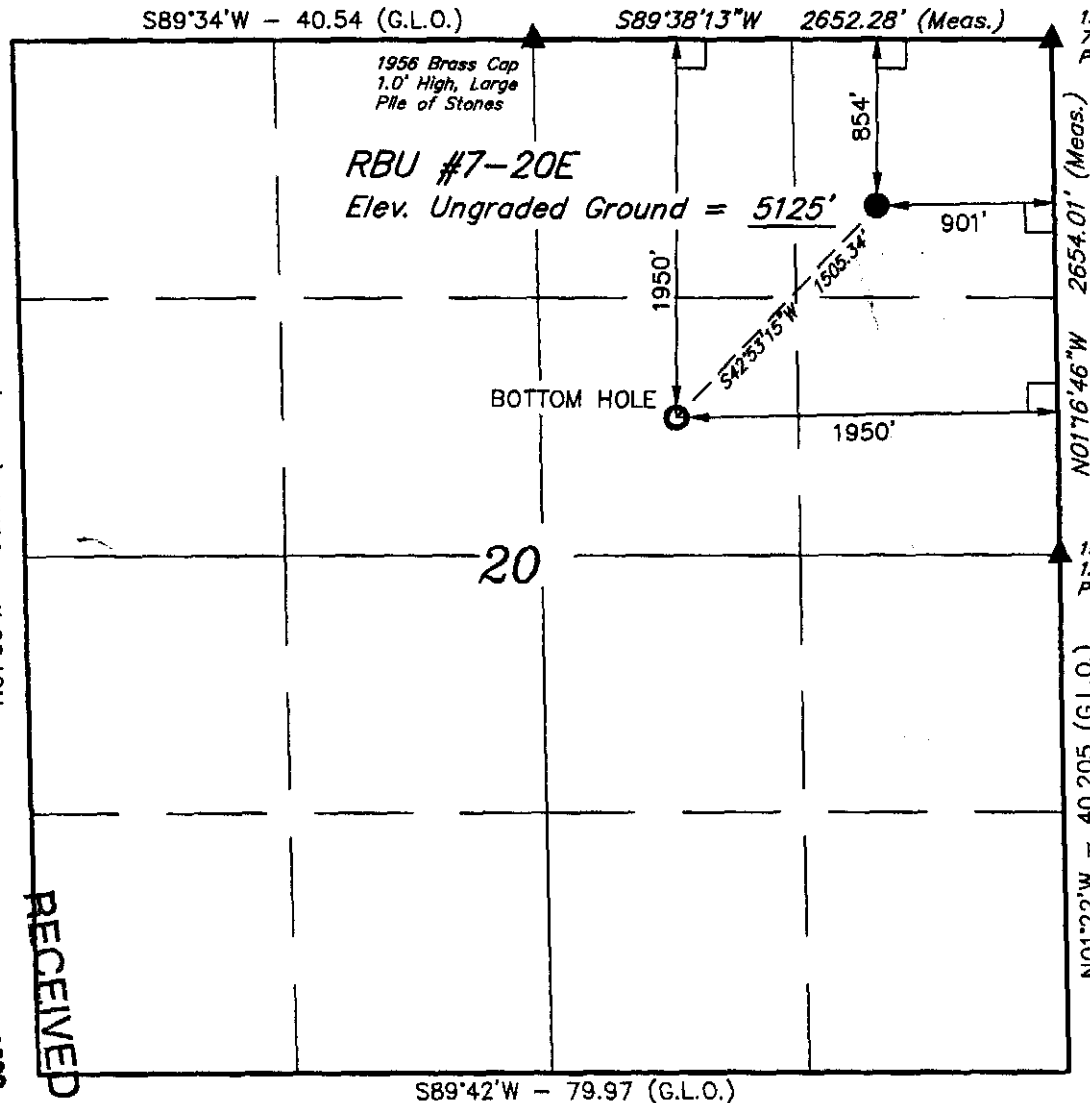 S89°34'W - 40.54 (G.L.O.)
S89°38'13"W 2652.28' (Meas.)
1956 Brass Cap
1.0' High, Large
Pile of Stones
RBU #7-20E
Elev. Ungraded Ground = 5125'
854'
901'
1950'
S42°53'15"W 1505.34'
BOTTOM HOLE
1950'
N01°16'46"W 2654.01' (Meas.)
20
N01°22'W - 40.205 (G.L.O.)
RECEIVED
S89°42'W - 79.97 (G.L.O.)